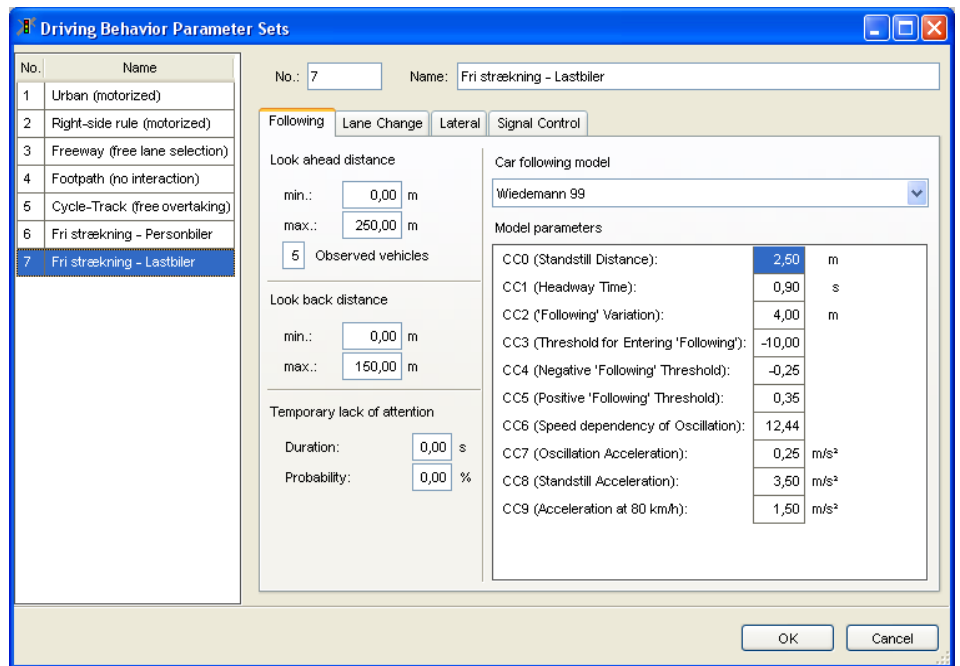 Driving Behavior Parameter Sets
No. Name
1 Urban (motorized)
2 Right-side rule (motorized)
3 Freeway (free lane selection)
4 Footpath (no interaction)
5 Cycle-Track (free overtaking)
6 Fri strækning - Personbiler
7 Fri strækning - Lastbiler
No.: 7 Name: Fri strækning - Lastbiler
Following Lane Change Lateral Signal Control
Look ahead distance
min.: 0,00 m
max.: 250,00 m
5 Observed vehicles
Look back distance
min.: 0,00 m
max.: 150,00 m
Temporary lack of attention
Duration: 0,00 s
Probability: 0,00 %
Car following model
Wiedemann 99
Model parameters
CC0 (Standstill Distance): 2,50 m
CC1 (Headway Time): 0,90 s
CC2 ('Following' Variation): 4,00 m
CC3 (Threshold for Entering 'Following'): -10,00
CC4 (Negative 'Following' Threshold): -0,25
CC5 (Positive 'Following' Threshold): 0,35
CC6 (Speed dependency of Oscillation): 12,44
CC7 (Oscillation Acceleration): 0,25 m/s²
CC8 (Standstill Acceleration): 3,50 m/s²
CC9 (Acceleration at 80 km/h): 1,50 m/s²
OK Cancel